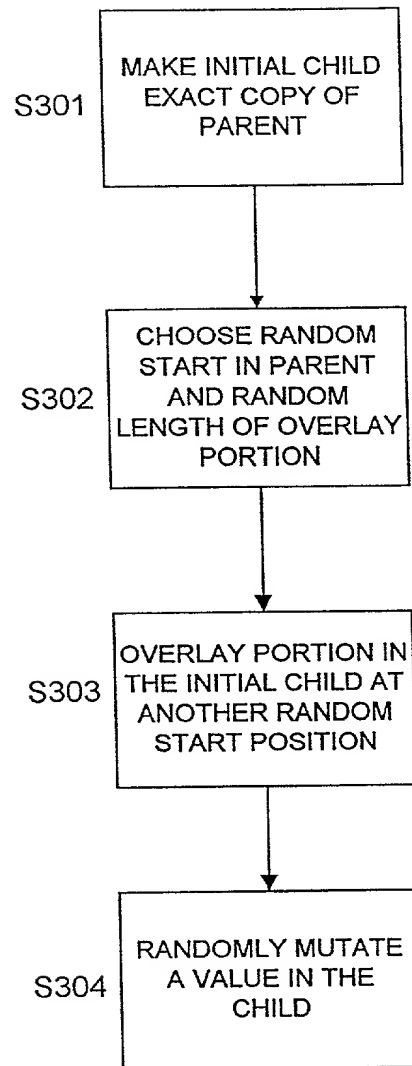 MAKE INITIAL CHILD
EXACT COPY OF
PARENT
S301
CHOOSE RANDOM
START IN PARENT
AND RANDOM
LENGTH OF OVERLAY
PORTION
S302
OVERLAY PORTION IN
THE INITIAL CHILD AT
ANOTHER RANDOM
START POSITION
S303
RANDOMLY MUTATE
A VALUE IN THE
CHILD
S304